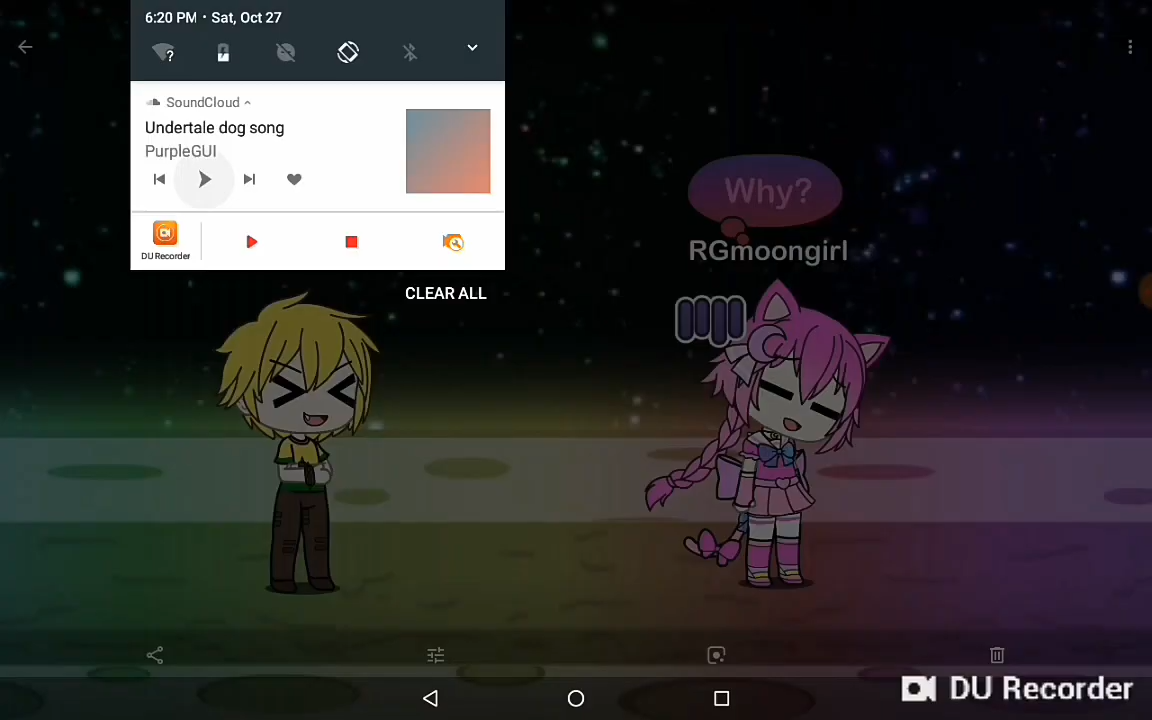 6:20 PM • Sat, Oct 27
?
SoundCloud
Undertale dog song
PurpleGUI
DU Recorder
CLEAR ALL
Why?
RGmoongirl
DU Recorder